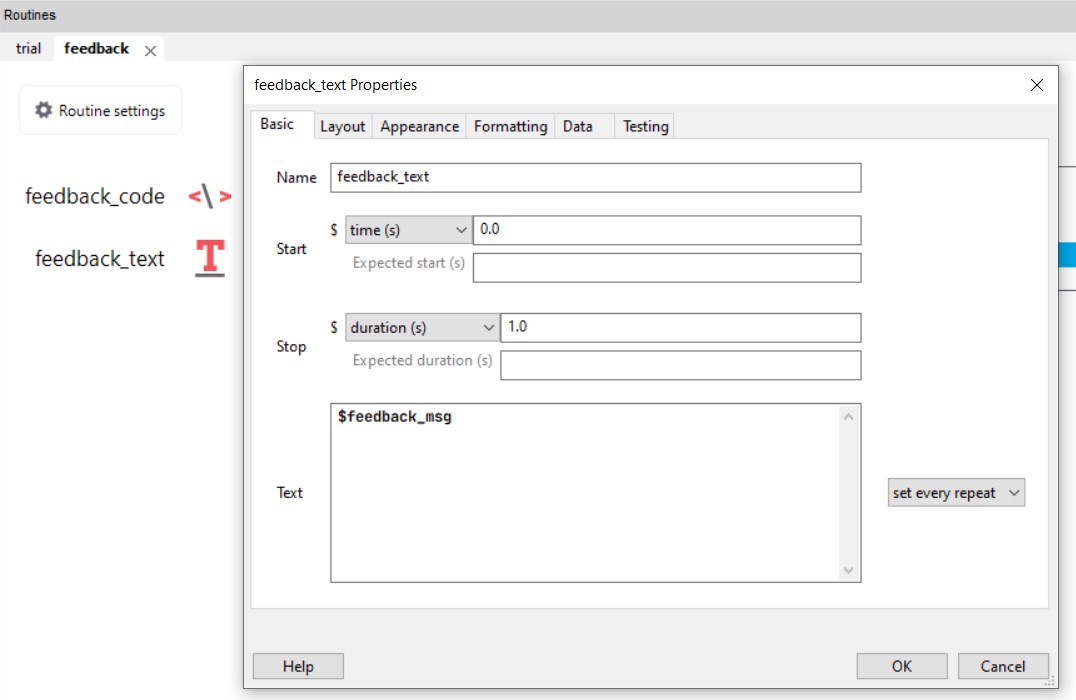 Routines
trial feedback
feedback_text Properties
Routine settings
Basic Layout Appearance Formatting Data Testing
Name feedback_text
feedback_code
Start $ time (s) 0.0
Expected start (s)
feedback_text
Stop $ duration (s) 1.0
Expected duration (s)
Text $feedback_msg
set every repeat
Help OK Cancel